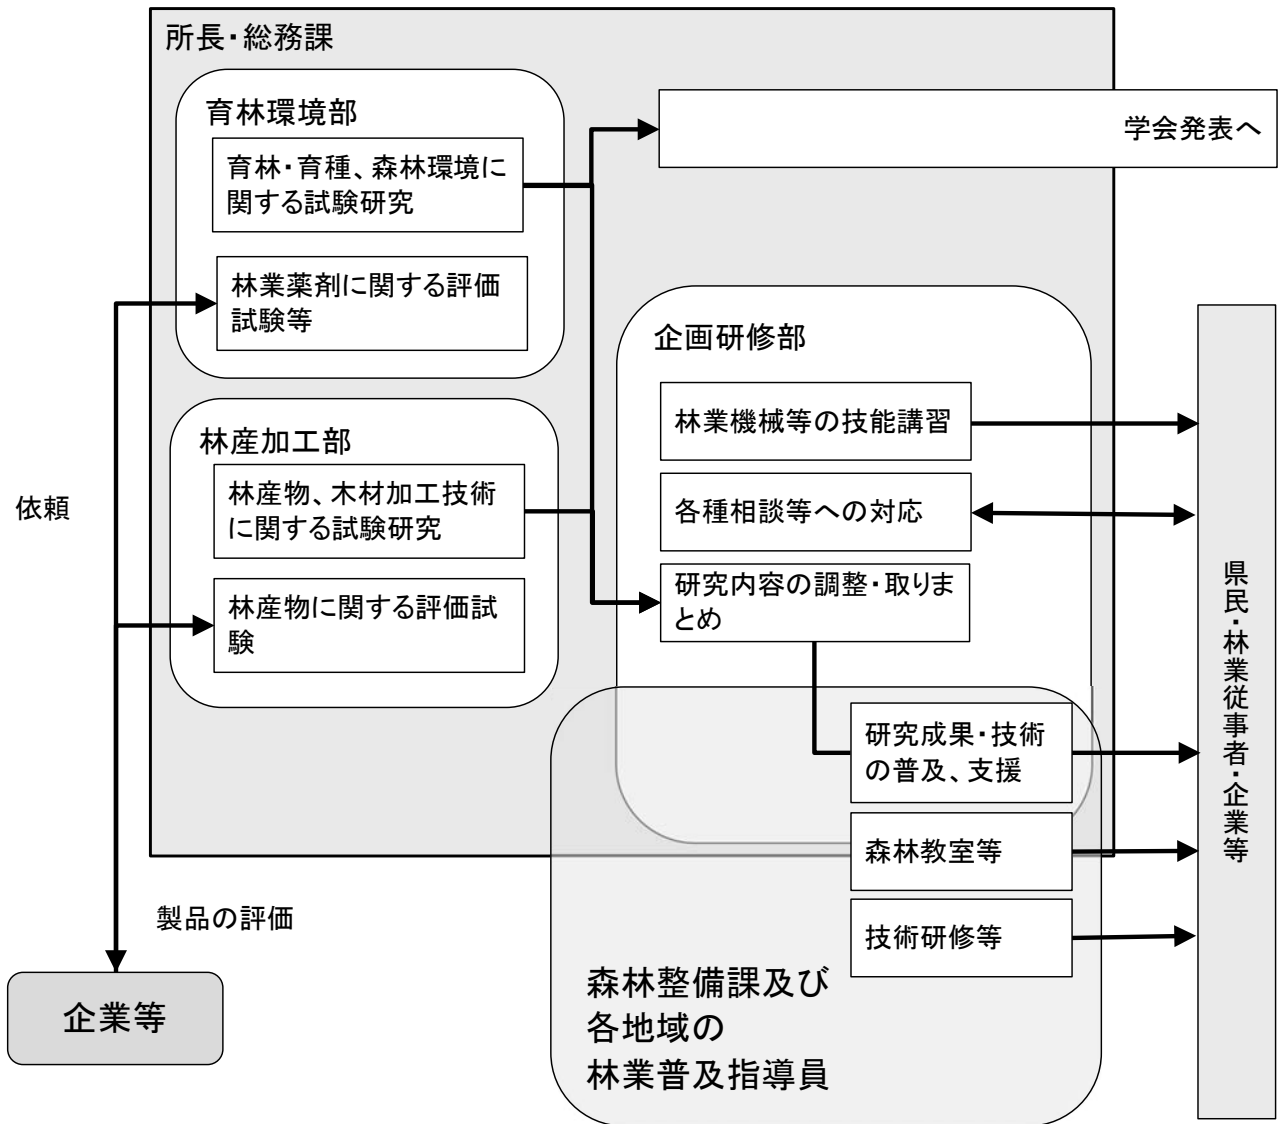 所長・総務課
育林環境部
育林・育種、森林環境に
関する試験研究
林業薬剤に関する評価
試験等
学会発表へ
林産加工部
林産物、木材加工技術
に関する試験研究
林産物に関する評価試
験
企画研修部
林業機械等の技能講習
各種相談等への対応
研究内容の調整・取りま
とめ
研究成果・技術
の普及、支援
森林教室等
技術研修等
森林整備課及び
各地域の
林業普及指導員
県民・林業従事者・企業等
依頼
製品の評価
企業等